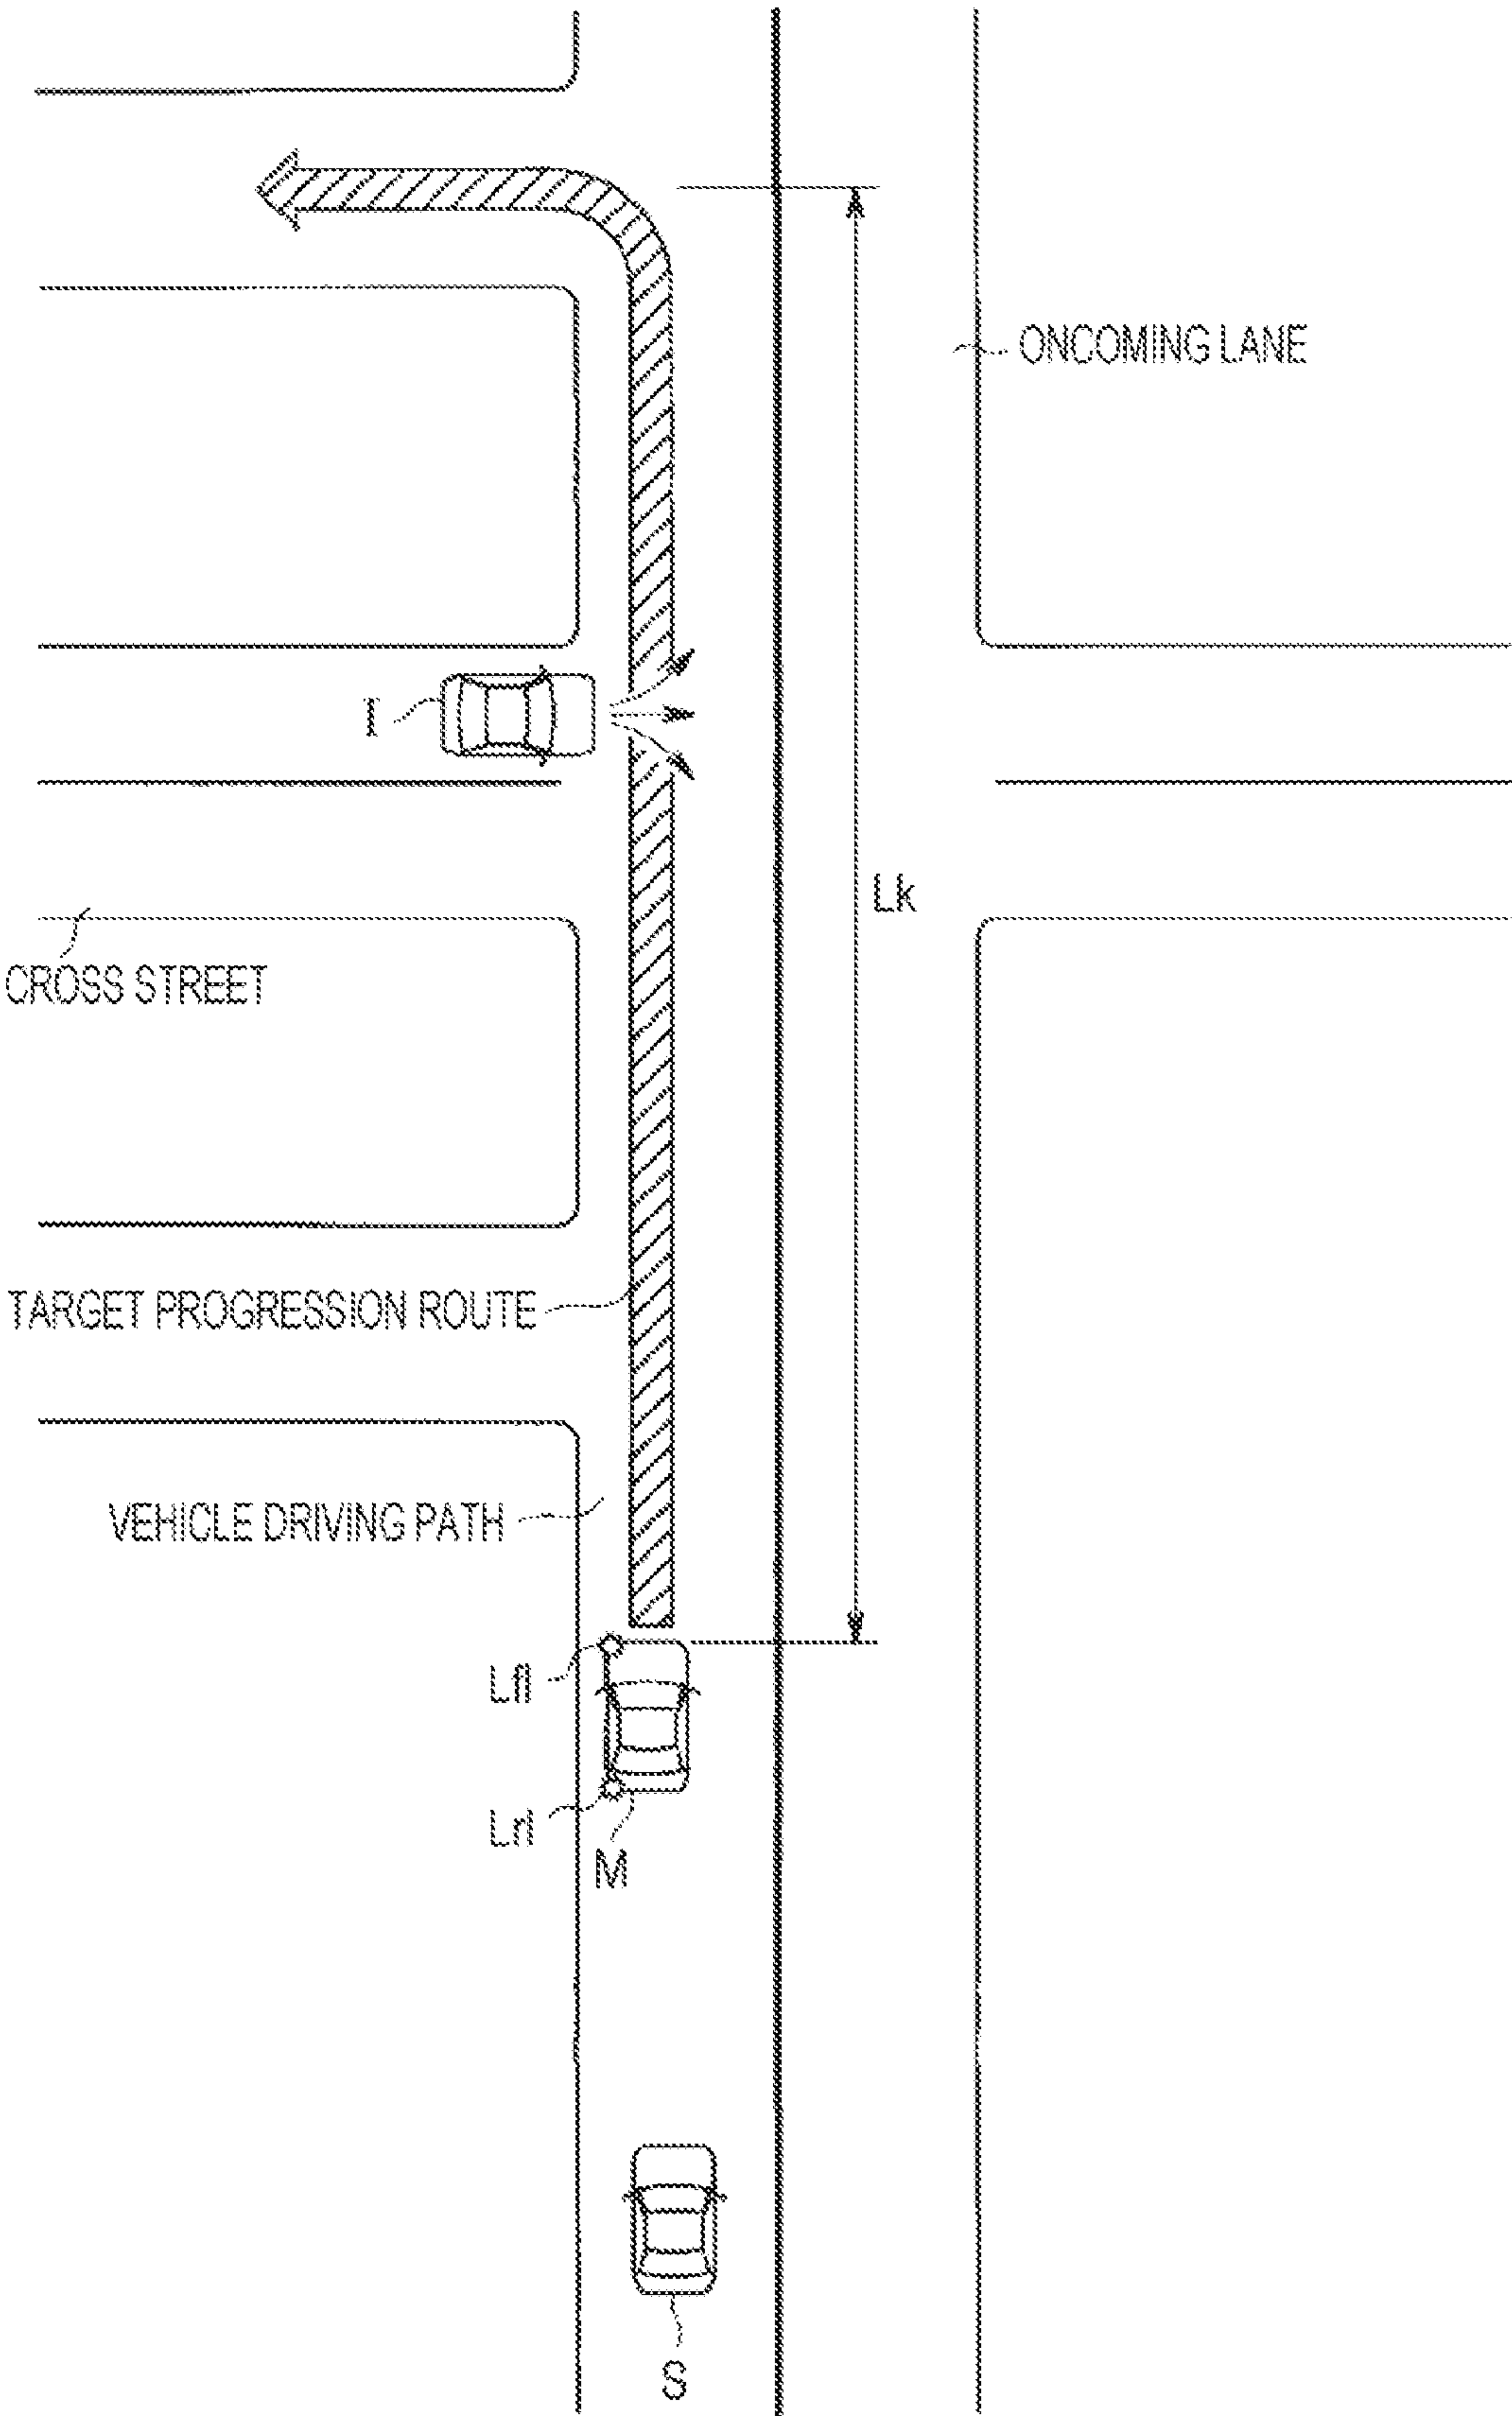 ONCOMING LANE
I
Lk
CROSS STREET
TARGET PROGRESSION ROUTE
VEHICLE DRIVING PATH
Lfl
Lrl
M
S